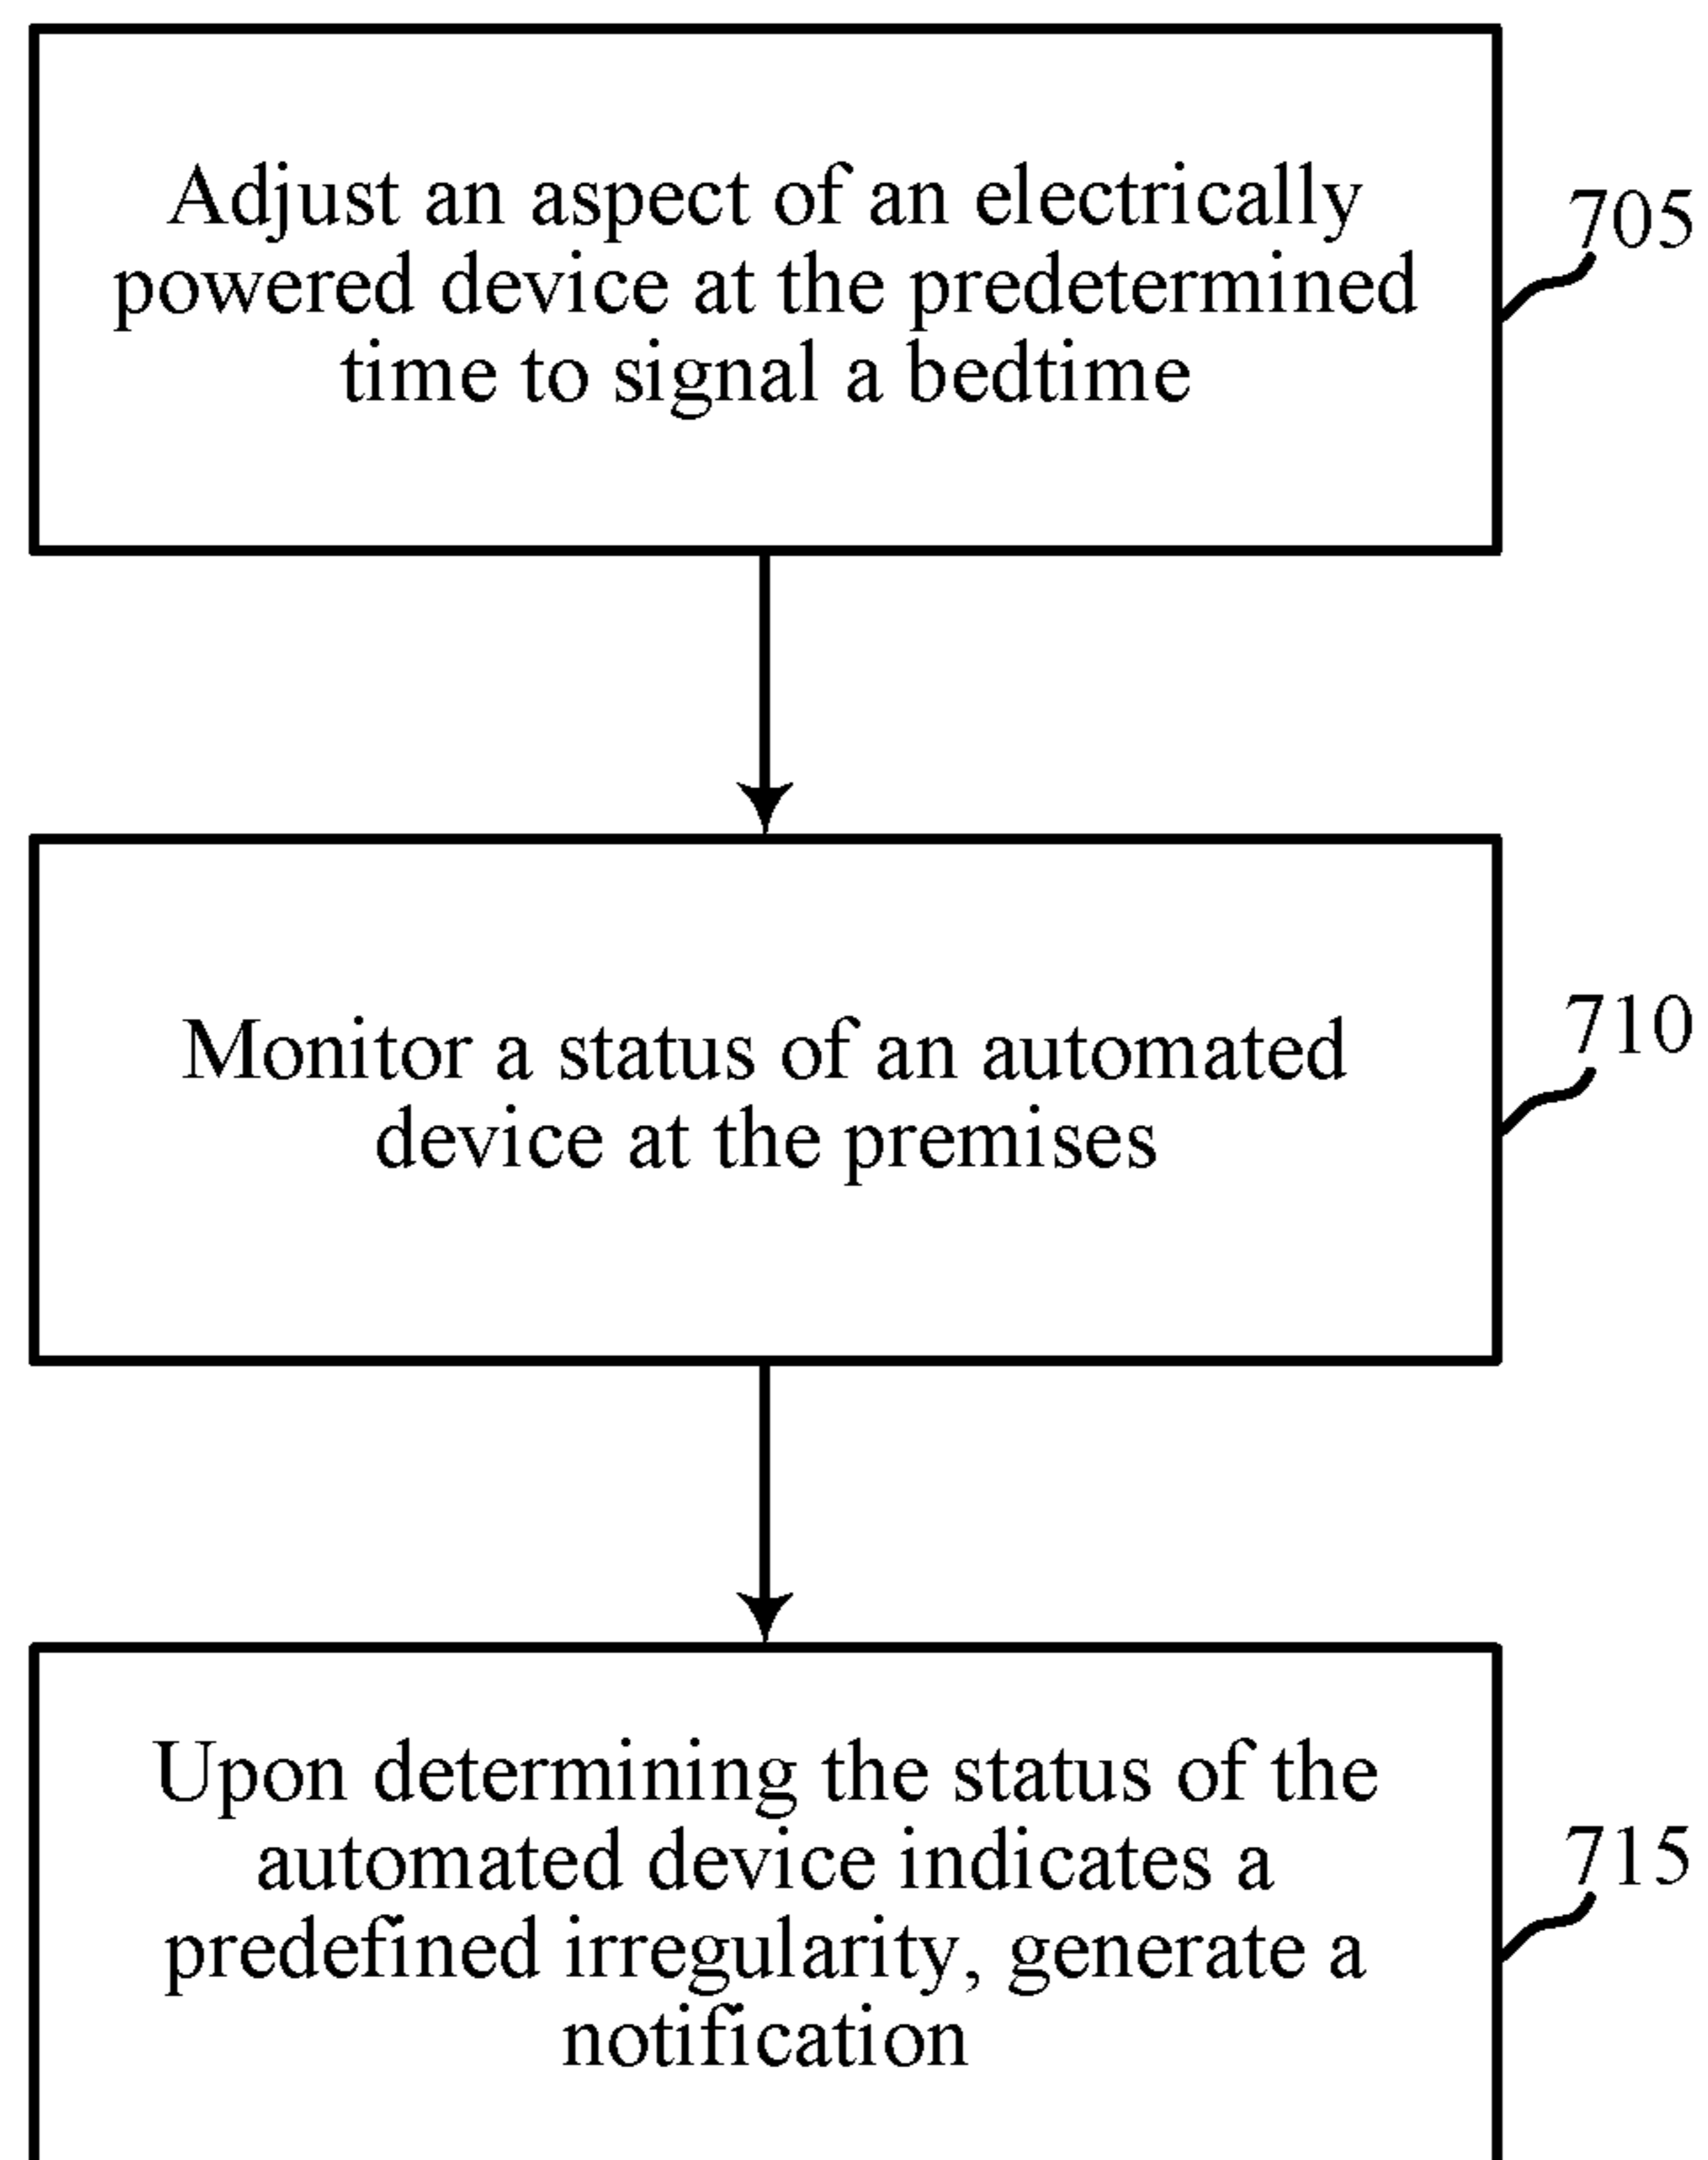 Adjust an aspect of an electrically
powered device at the predetermined
time to signal a bedtime
705
Monitor a status of an automated
device at the premises
710
Upon determining the status of the
automated device indicates a
predefined irregularity, generate a
notification
715